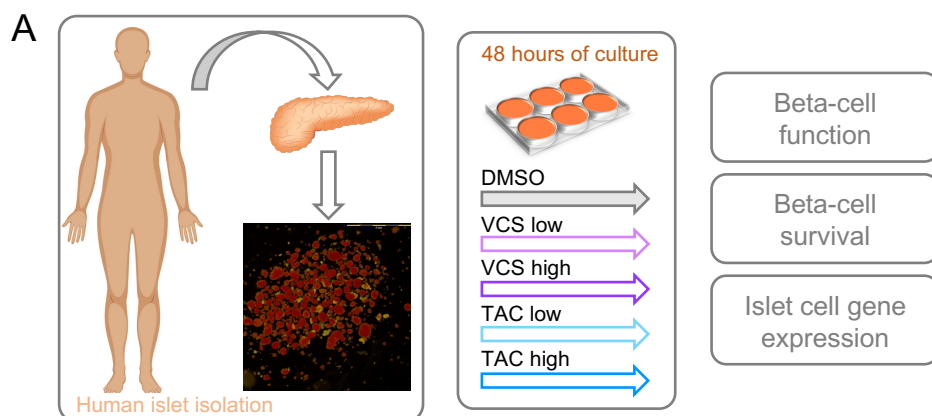 A
Human islet isolation
48 hours of culture
DMSO
VCS low
VCS high
TAC low
TAC high
Beta-cell
function
Beta-cell
survival
Islet cell gene
expression